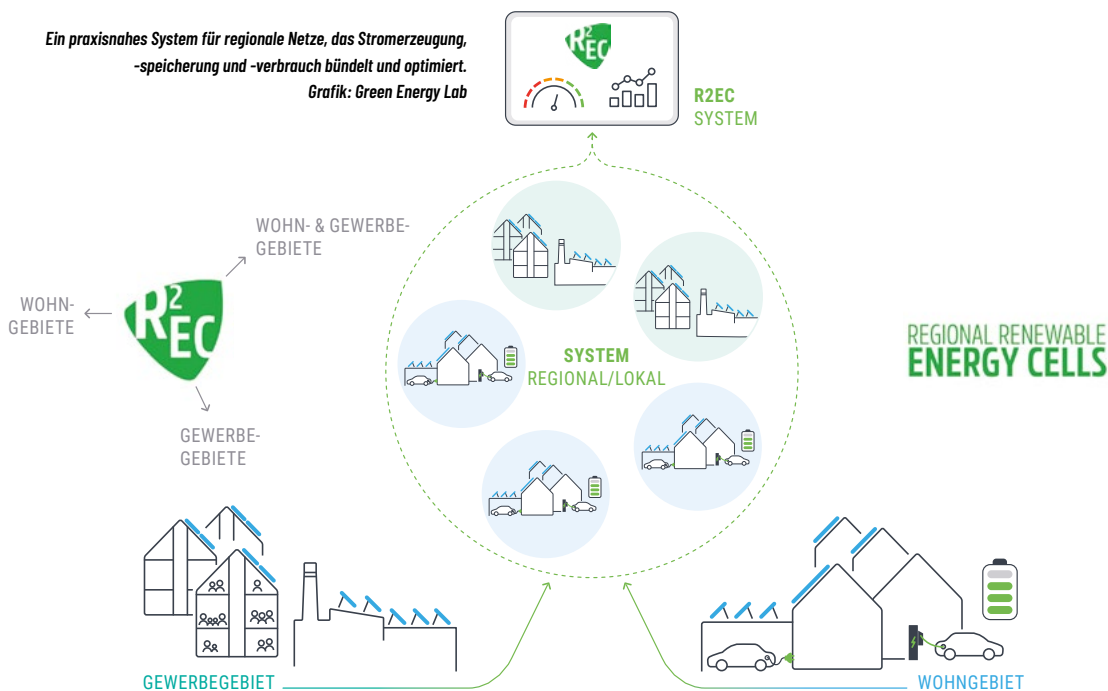 Ein praxisnahes System für regionale Netze, das Stromerzeugung,
-speicherung und -verbrauch bündelt und optimiert.
Grafik: Green Energy Lab
R2EC
R2EC
SYSTEM
WOHN- & GEWERBE-
GEBIETE
WOHN-
GEBIETE
R2EC
GEWERBE-
GEBIETE
SYSTEM
REGIONAL/LOKAL
REGIONAL RENEWABLE
ENERGY CELLS
GEWERBEGEBIET
WOHNGEBIET